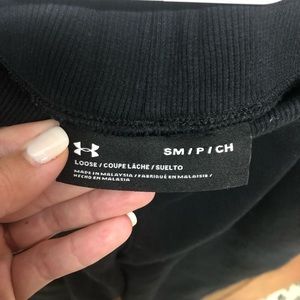 SM / P / CH
LOOSE / COUPE LÂCHE / SUELTO
MADE IN MALAYSIA / FABRIQUÉ EN MALAISIE /
HECHO EN MALASIA